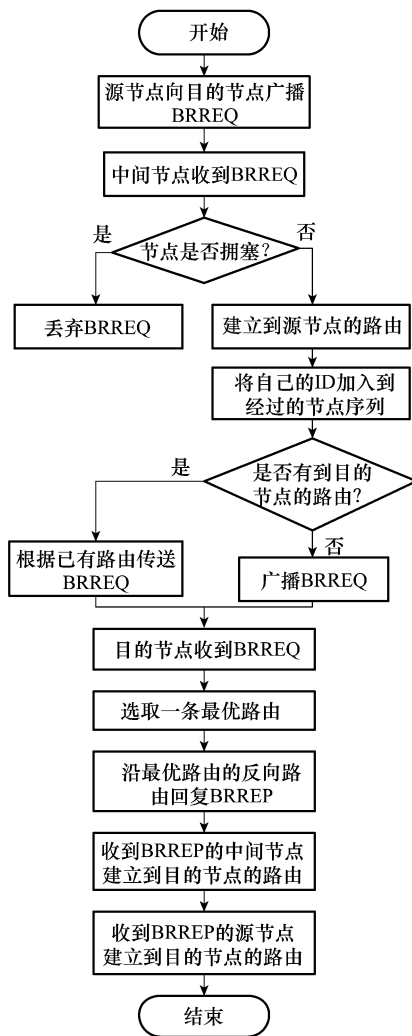 开始
源节点向目的节点广播
BRREQ
中间节点收到BRREQ
是
节点是否拥塞?
否
丢弃BRREQ
建立到源节点的路由
将自己的ID加入到
经过的节点序列
是
是否有到目的
节点的路由?
根据已有路由传送
BRREQ
否
广播BRREQ
目的节点收到BRREQ
选取一条最优路由
沿最优路由的反向路
由回复BRREP
收到BRREP的中间节点
建立到目的节点的路由
收到BRREP的源节点
建立到目的节点的路由
结束